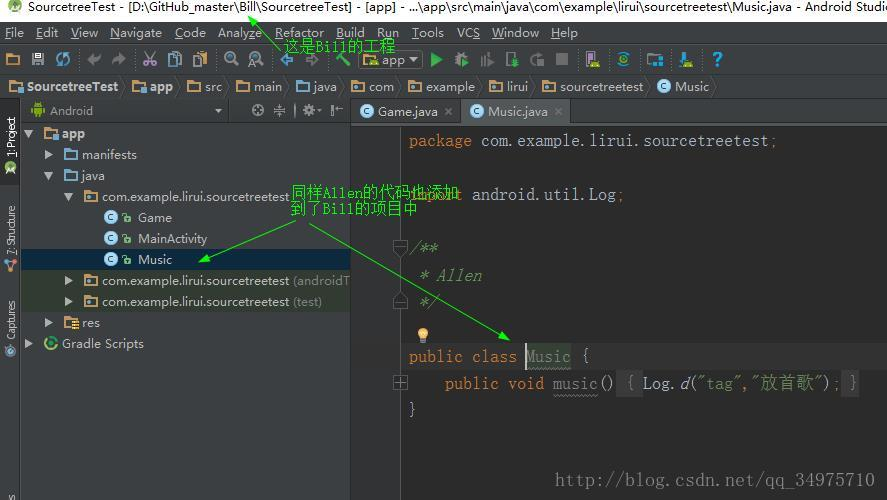 SourcetreeTest - [D:\GitHub_master\Bill\SourcetreeTest] - [app] - ...\app\src\main\java\com\example\lirui\sourcetreetest\Music.java - Android Studio
File Edit View Navigate Code Analyze Refactor Build Run Tools VCS Window Help
这是Bill的工程
app
SourcetreeTest app src main java com example lirui sourcetreetest Music
Android
Game.java
Music.java
1: Project
7: Structure
Captures
app
manifests
java
com.example.lirui.sourcetreetest
Game
MainActivity
Music
com.example.lirui.sourcetreetest (androidT
com.example.lirui.sourcetreetest (test)
res
Gradle Scripts
同样Allen的代码也添加
到了Bill的项目中
package com.example.lirui.sourcetreetest;
import android.util.Log;
/**
* Allen
*/
public class Music {
public void music() { Log.d("tag","放首歌"); }
}
http://blog.csdn.net/qq_34975710